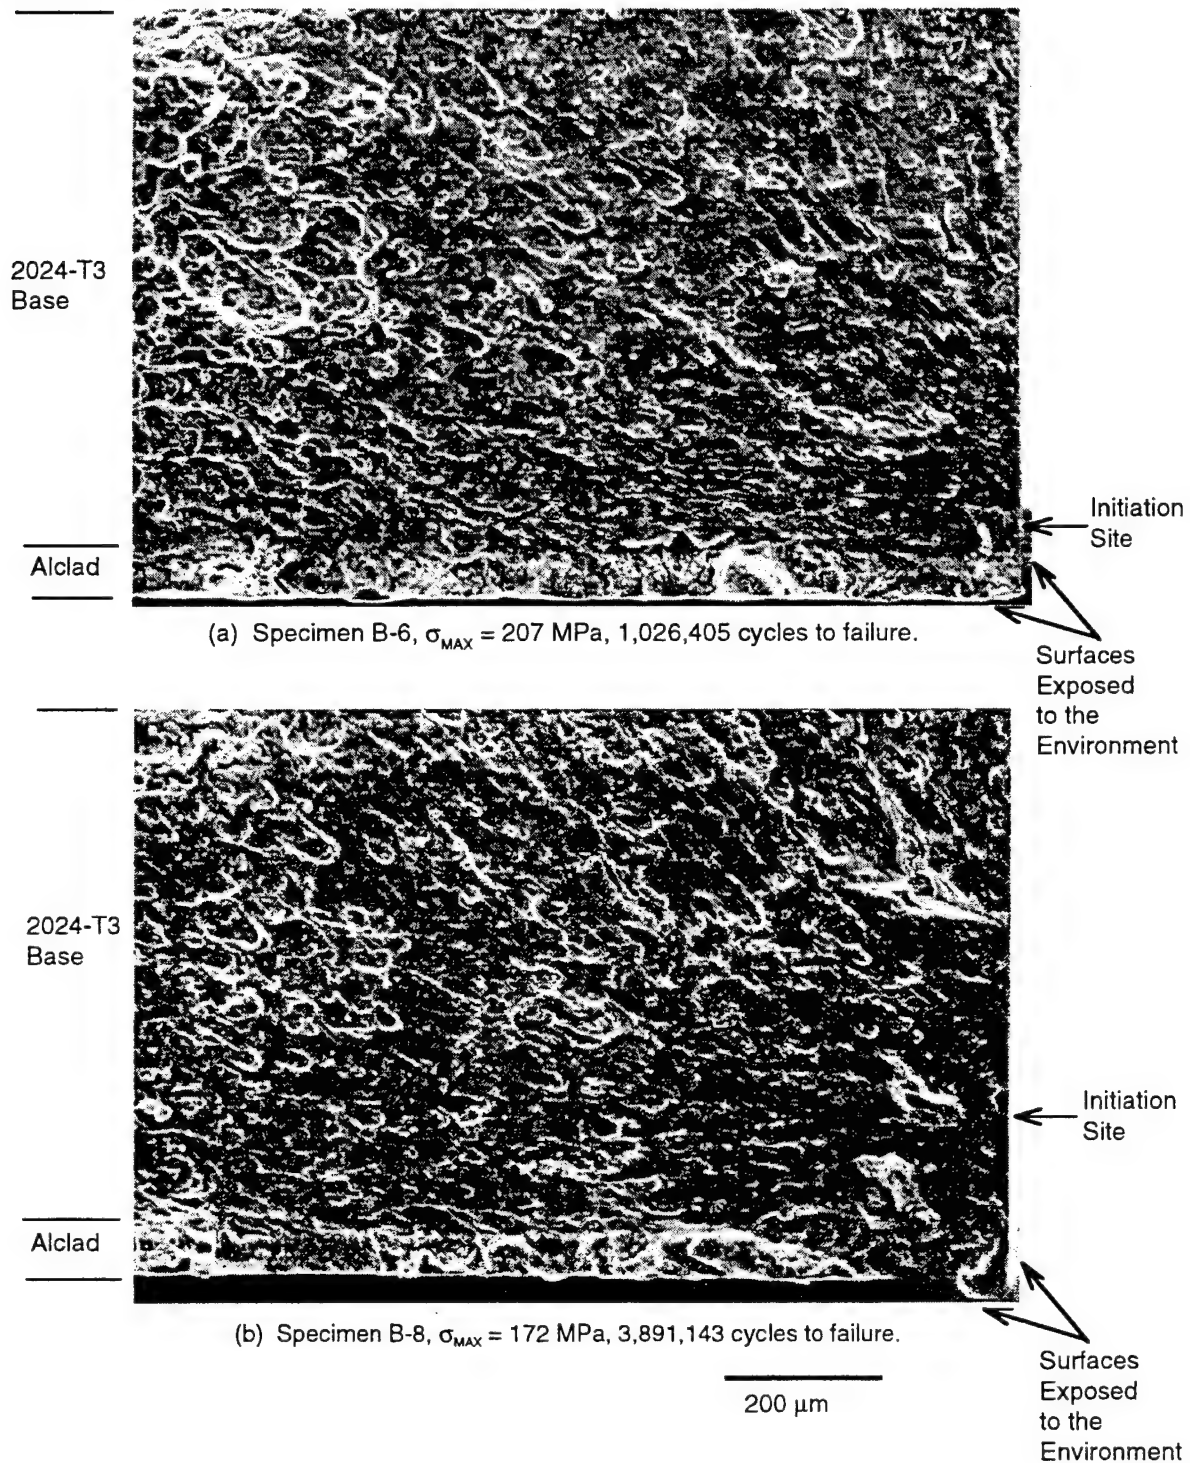 2024-T3
Base
Initiation
Site
Alclad
(a) Specimen B-6, σMAX = 207 MPa, 1,026,405 cycles to failure.
Surfaces
Exposed
to the
Environment
2024-T3
Base
Initiation
Site
Alclad
(b) Specimen B-8, σMAX = 172 MPa, 3,891,143 cycles to failure.
200 μm
Surfaces
Exposed
to the
Environment